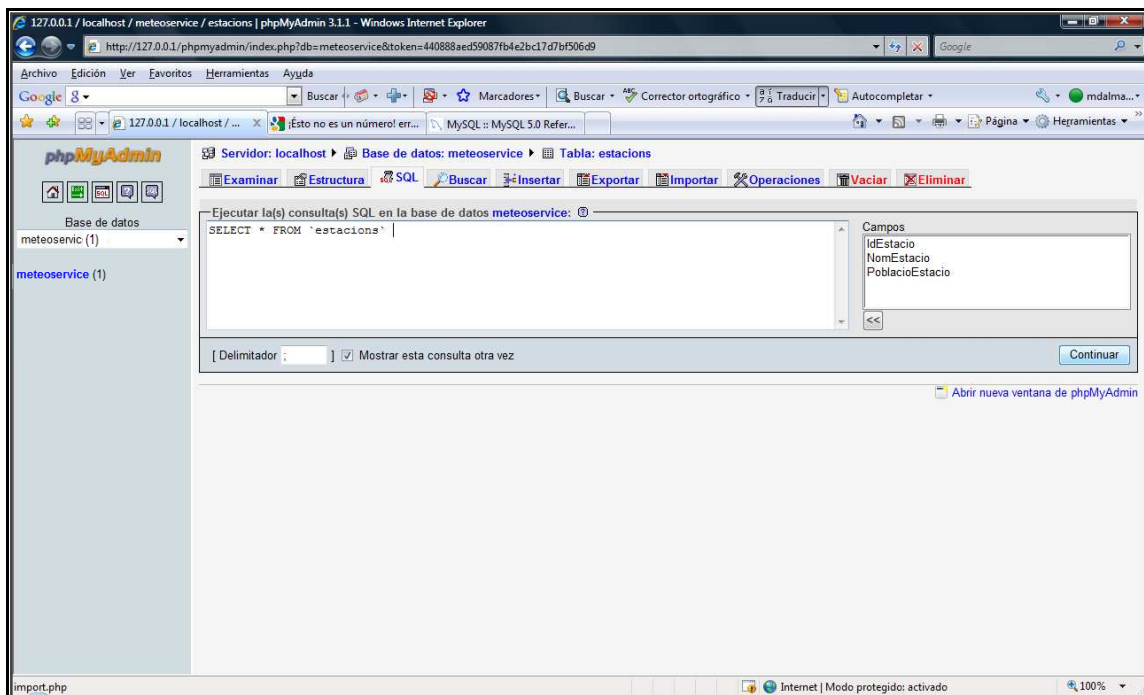 127.0.0.1 / localhost / meteoservice / estacions | phpMyAdmin 3.1.1 - Windows Internet Explorer
http://127.0.0.1/phpmyadmin/index.php?db=meteoservice&token=440888aed59087fb4e2bc17d7bf506d9
Google
Archivo Edición Ver Favoritos Herramientas Ayuda
Google Buscar Marcadores Buscar Corrector ortográfico Traducir Autocompletar mdalma...
127.0.0.1 / localhost / ... ¡Ésto no es un número! err... MySQL :: MySQL 5.0 Refer... Página Herramientas
phpMyAdmin
Base de datos
meteoservic (1)
meteoservice (1)
Servidor: localhost Base de datos: meteoservice Tabla: estacions
Examinar Estructura SQL Buscar Insertar Exportar Importar Operaciones Vaciar Eliminar
Ejecutar la(s) consulta(s) SQL en la base de datos meteoservice:
SELECT * FROM `estacions`
Campos
IdEstacio
NomEstacio
PoblacioEstacio
<<
[ Delimitador ; ] Mostrar esta consulta otra vez
Continuar
Abrir nueva ventana de phpMyAdmin
import.php
Internet | Modo protegido: activado
100%